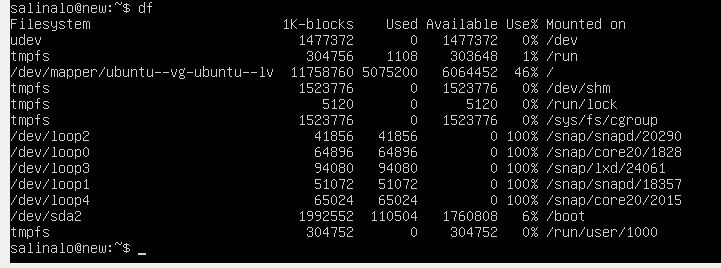 salinalo@new:~$ df
Filesystem                        1K-blocks    Used Available Use% Mounted on
udev                                1477372       0   1477372   0% /dev
tmpfs                                304756    1108    303648   1% /run
/dev/mapper/ubuntu--vg-ubuntu--lv  11758760 5075200   6064452  46% /
tmpfs                               1523776       0   1523776   0% /dev/shm
tmpfs                                  5120       0      5120   0% /run/lock
tmpfs                               1523776       0   1523776   0% /sys/fs/cgroup
/dev/loop2                            41856   41856         0 100% /snap/snapd/20290
/dev/loop0                            64896   64896         0 100% /snap/core20/1828
/dev/loop3                            94080   94080         0 100% /snap/lxd/24061
/dev/loop1                            51072   51072         0 100% /snap/snapd/18357
/dev/loop4                            65024   65024         0 100% /snap/core20/2015
/dev/sda2                           1992552  110504   1760808   6% /boot
tmpfs                                304752       0    304752   0% /run/user/1000
salinalo@new:~$ _